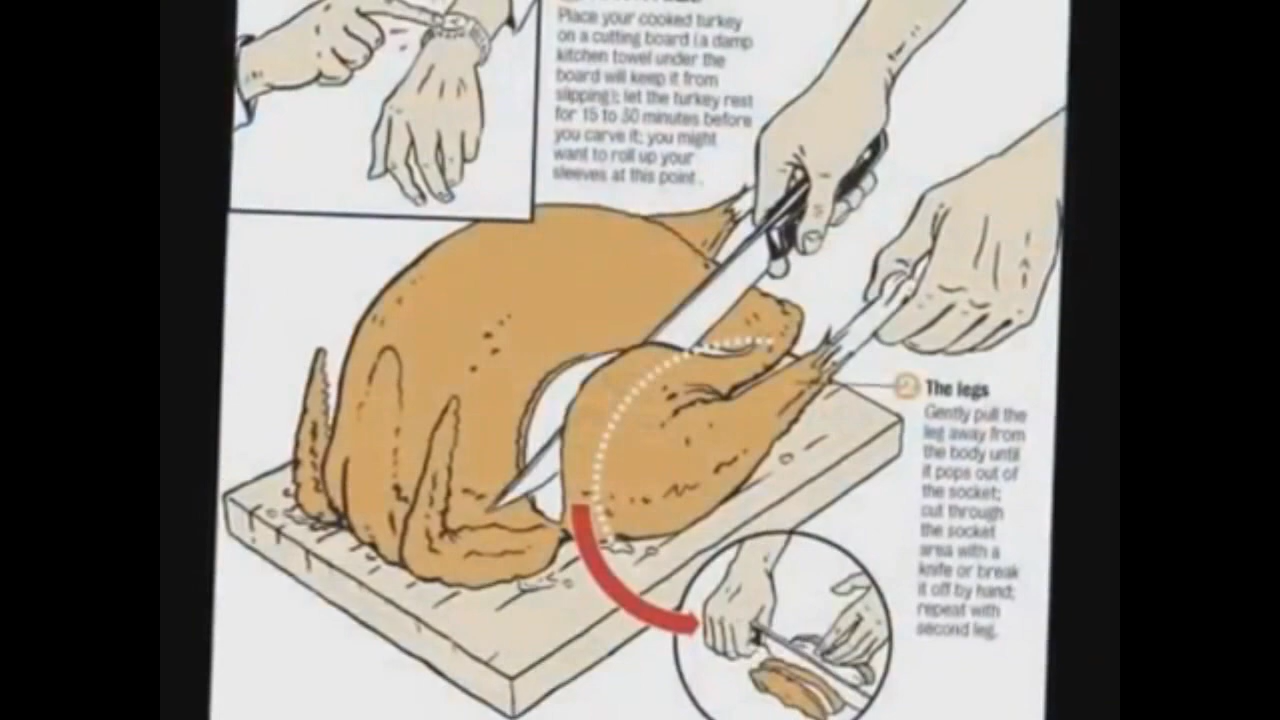 Place your cooked turkey
on a cutting board (a damp
kitchen towel under the
board will keep it from
slipping); let the turkey rest
for 15 to 30 minutes before
you carve it; you might
want to roll up your
sleeves at this point.
The legs
Gently pull the
leg away from
the body until
it pops out of
the socket;
cut through
the socket
area with a
knife or break
it off by hand;
repeat with
second leg.